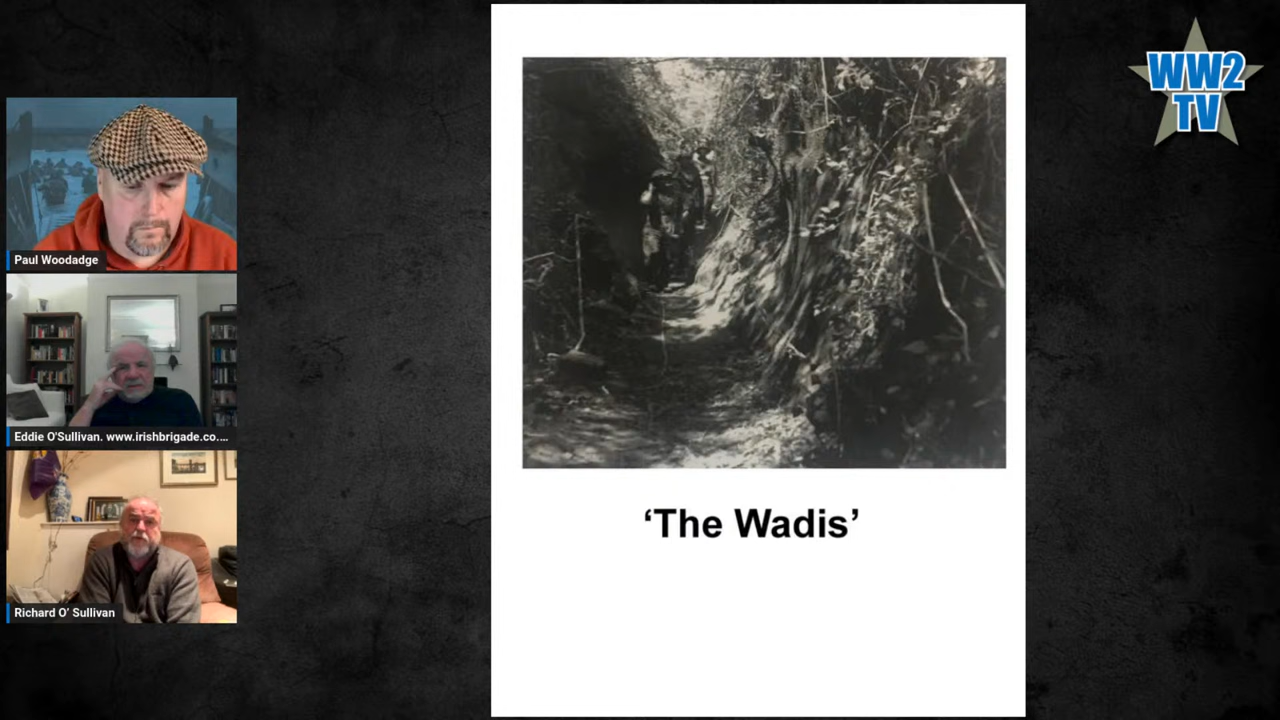 WW2
TV
Paul Woodadge
Eddie O'Sullivan. www.irishbrigade.co....
Richard O' Sullivan
‘The Wadis’